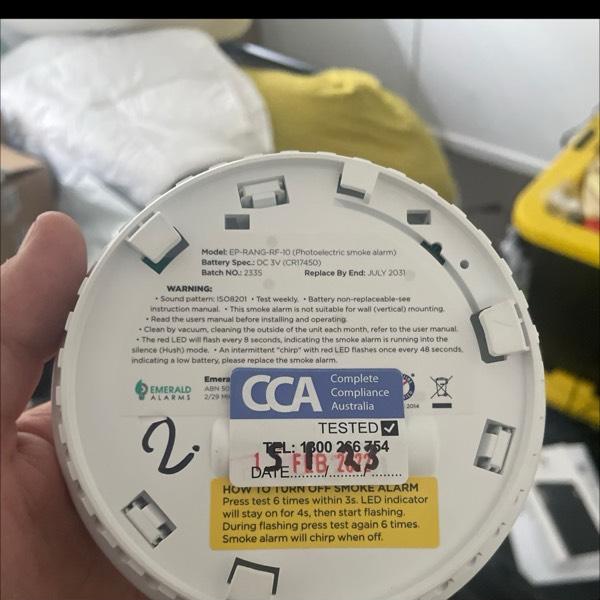 Model: EP-RANG-RF-10 (Photoelectric smoke alarm)
Battery Spec.: DC 3V (CR17450)
Batch NO.: 2335 Replace By End: JULY 2031
WARNING:
• Sound pattern: ISO8201 • Test weekly. • Battery non-replaceable-see
instruction manual. • This smoke alarm is not suitable for wall (vertical) mounting.
• Read the users manual before installing and operating.
• Clean by vacuum, cleaning the outside of the unit each month, refer to the user manual.
• The red LED will flash every 8 seconds, indicating the smoke alarm is running into the
silence (Hush) mode. • An intermittent "chirp" with red LED flashes once every 48 seconds,
indicating a low battery, please replace the smoke alarm.
EMERALD
ALARMS
Emera
ABN 50
2/29
2014
CCA Complete
Compliance
Australia
TESTED
TEL: 1300 266 754
DATE
FEB
2.
HOW TO TURN OFF SMOKE ALARM
Press test 6 times within 3s. LED indicator
will stay on for 4s, then start flashing.
During flashing press test again 6 times.
Smoke alarm will chirp when off.